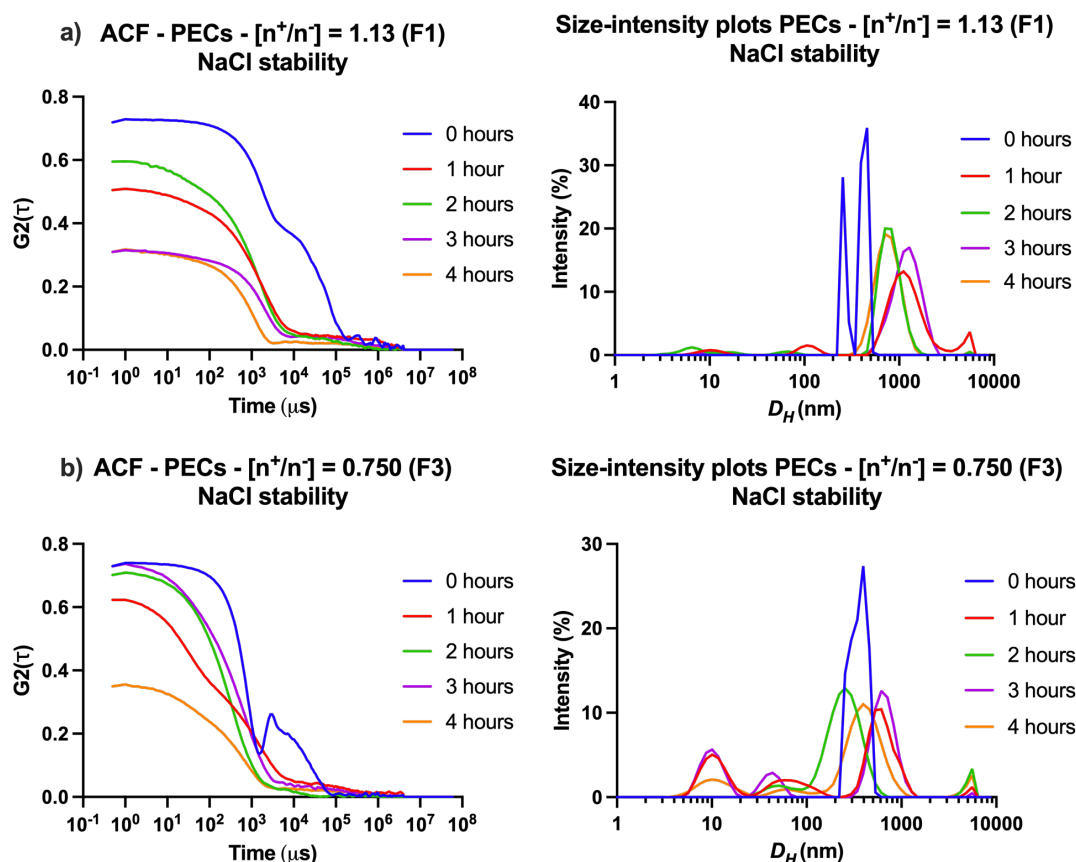 a) ACF - PECs - [n⁺/n⁻] = 1.13 (F1)
NaCl stability
0.8
0.6
0.4
0.2
0.0
G2(τ)
10⁻¹ 10⁰ 10¹ 10² 10³ 10⁴ 10⁵ 10⁶ 10⁷ 10⁸
Time (μs)
0 hours
1 hour
2 hours
3 hours
4 hours
Size-intensity plots PECs - [n⁺/n⁻] = 1.13 (F1)
NaCl stability
40
30
20
10
0
Intensity (%)
1 10 100 1000 10000
D_H (nm)
0 hours
1 hour
2 hours
3 hours
4 hours
b) ACF - PECs - [n⁺/n⁻] = 0.750 (F3)
NaCl stability
0.8
0.6
0.4
0.2
0.0
G2(τ)
10⁻¹ 10⁰ 10¹ 10² 10³ 10⁴ 10⁵ 10⁶ 10⁷ 10⁸
Time (μs)
0 hours
1 hour
2 hours
3 hours
4 hours
Size-intensity plots PECs - [n⁺/n⁻] = 0.750 (F3)
NaCl stability
30
20
10
0
Intensity (%)
1 10 100 1000 10000
D_H (nm)
0 hours
1 hour
2 hours
3 hours
4 hours